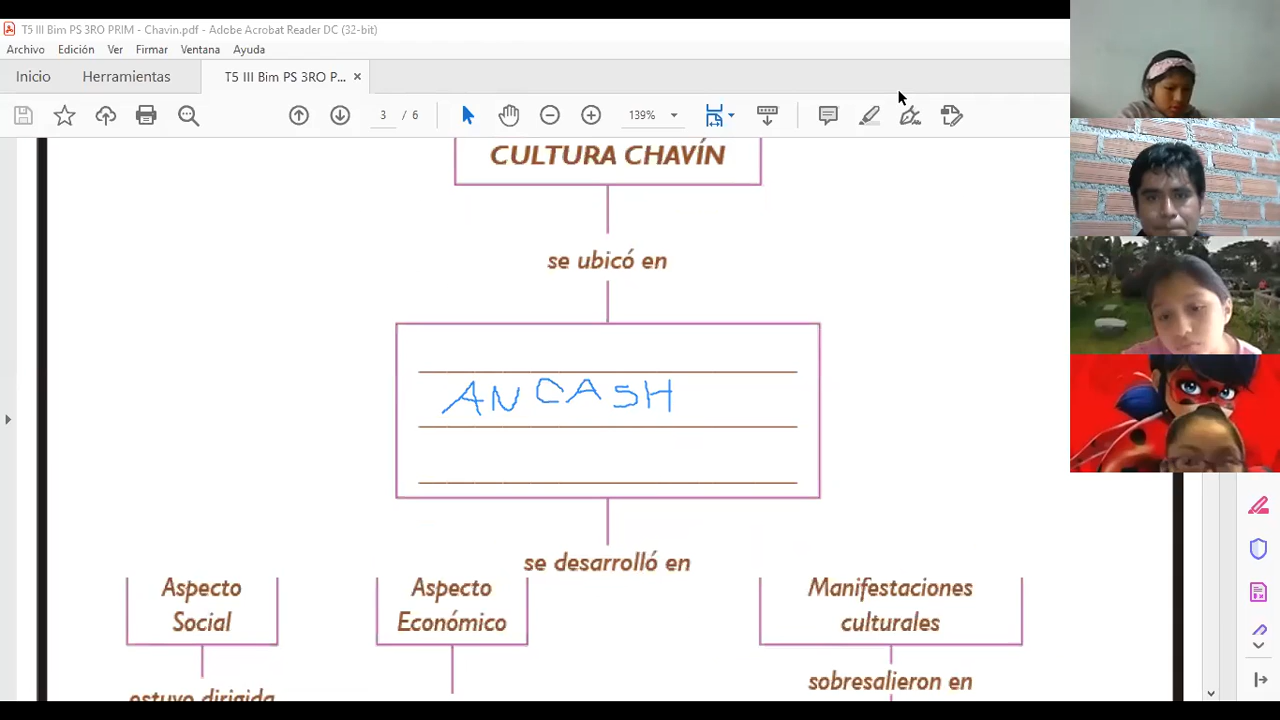 T5 III Bim PS 3RO PRIM - Chavin.pdf - Adobe Acrobat Reader DC (32-bit)
Archivo Edición Ver Firmar Ventana Ayuda
Inicio Herramientas T5 III Bim PS 3RO P... ×
3 / 6 139%
CULTURA CHAVÍN
se ubicó en
ANCASH
se desarrolló en
Aspecto Social
Aspecto Económico
Manifestaciones culturales
estuvo dirigida
sobresalieron en